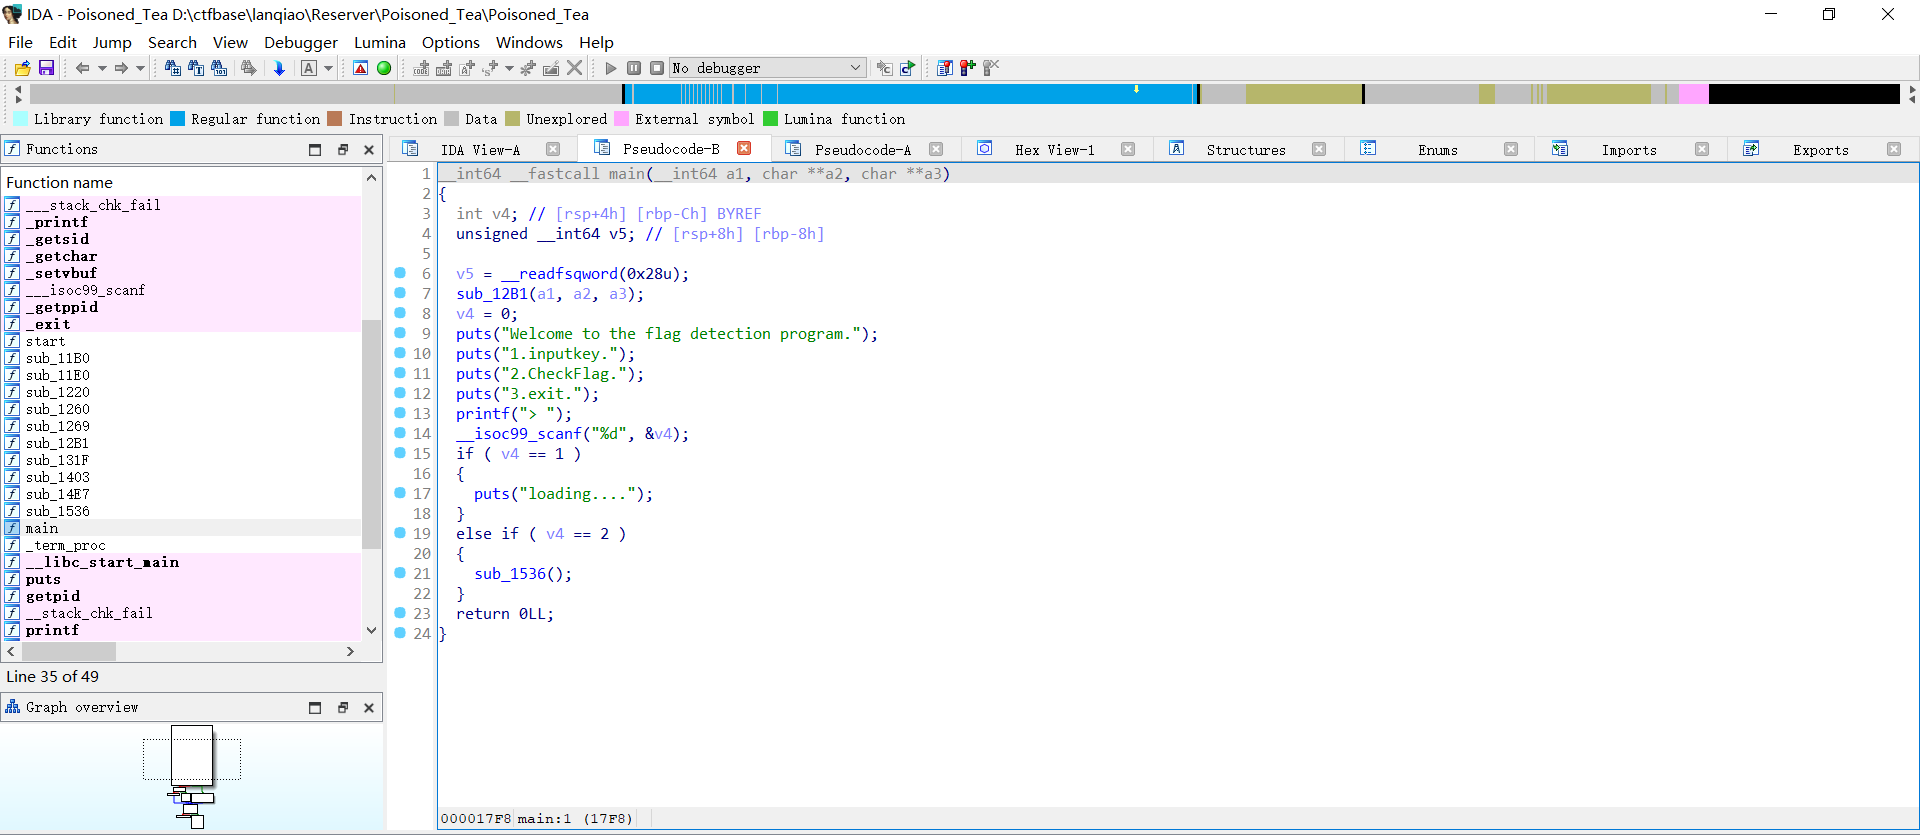 IDA - Poisoned_Tea D:\ctfbase\lanqiao\Reserver\Poisoned_Tea\Poisoned_Tea
File Edit Jump Search View Debugger Lumina Options Windows Help
No debugger
Library function Regular function Instruction Data Unexplored External symbol Lumina function
Functions
IDA View-A Pseudocode-B Pseudocode-A Hex View-1 Structures Enums Imports Exports
Function name
___stack_chk_fail
_printf
_getsid
_getchar
_setvbuf
___isoc99_scanf
_getppid
_exit
start
sub_11B0
sub_11E0
sub_1220
sub_1260
sub_1269
sub_12B1
sub_131F
sub_1403
sub_14E7
sub_1536
main
_term_proc
__libc_start_main
puts
getpid
__stack_chk_fail
printf
Line 35 of 49
Graph overview
1 __int64 __fastcall main(__int64 a1, char **a2, char **a3)
2 {
3 int v4; // [rsp+4h] [rbp-Ch] BYREF
4 unsigned __int64 v5; // [rsp+8h] [rbp-8h]
5
6 v5 = __readfsqword(0x28u);
7 sub_12B1(a1, a2, a3);
8 v4 = 0;
9 puts("Welcome to the flag detection program.");
10 puts("1.inputkey.");
11 puts("2.CheckFlag.");
12 puts("3.exit.");
13 printf("> ");
14 __isoc99_scanf("%d", &v4);
15 if ( v4 == 1 )
16 {
17 puts("loading....");
18 }
19 else if ( v4 == 2 )
20 {
21 sub_1536();
22 }
23 return 0LL;
24 }
000017F8 main:1 (17F8)